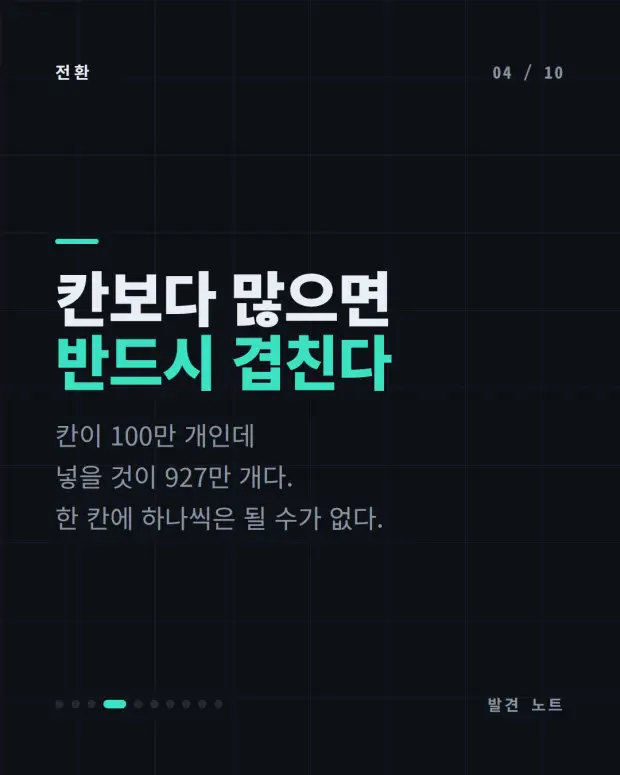 전환
04 / 10
칸보다 많으면
반드시 겹친다
칸이 100만 개인데
넣을 것이 927만 개다.
한 칸에 하나씩은 될 수가 없다.
발견 노트